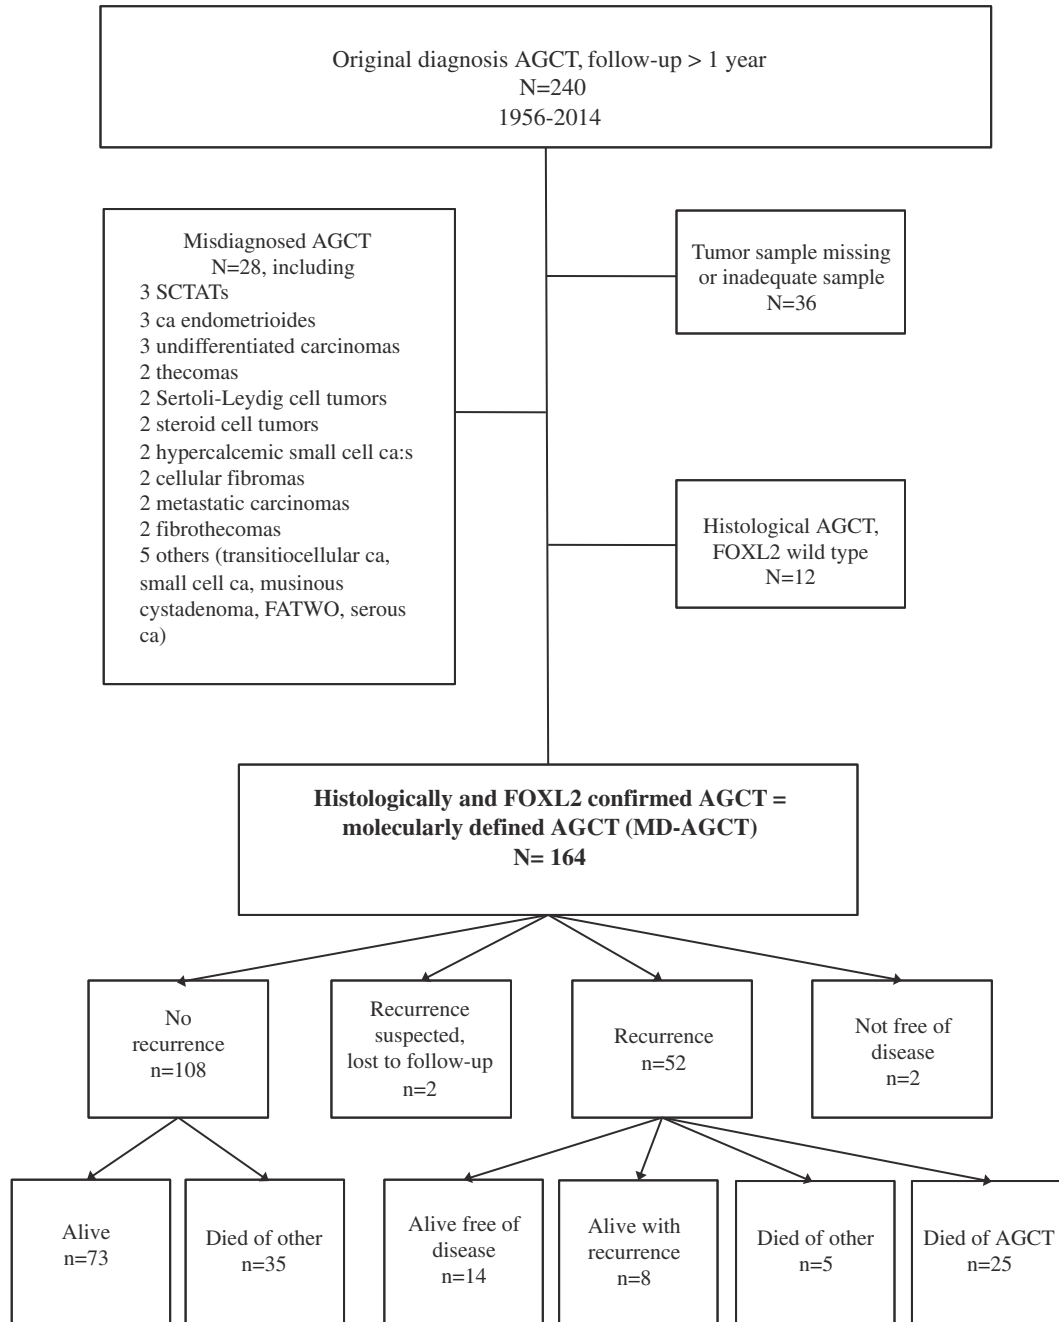 Original diagnosis AGCT, follow-up > 1 year
N=240
1956-2014
Misdiagnosed AGCT
N=28, including
3 SCTATs
3 ca endometrioides
3 undifferentiated carcinomas
2 thecomas
2 Sertoli-Leydig cell tumors
2 steroid cell tumors
2 hypercalcemic small cell ca:s
2 cellular fibromas
2 metastatic carcinomas
2 fibrothecomas
5 others (transitiocellular ca,
small cell ca, musinous
cystadenoma, FATWO, serous
ca)
Tumor sample missing
or inadequate sample
N=36
Histological AGCT,
FOXL2 wild type
N=12
Histologically and FOXL2 confirmed AGCT =
molecularly defined AGCT (MD-AGCT)
N= 164
No
recurrence
n=108
Recurrence
suspected,
lost to follow-up
n=2
Recurrence
n=52
Not free of
disease
n=2
Alive
n=73
Died of other
n=35
Alive free of
disease
n=14
Alive with
recurrence
n=8
Died of other
n=5
Died of AGCT
n=25